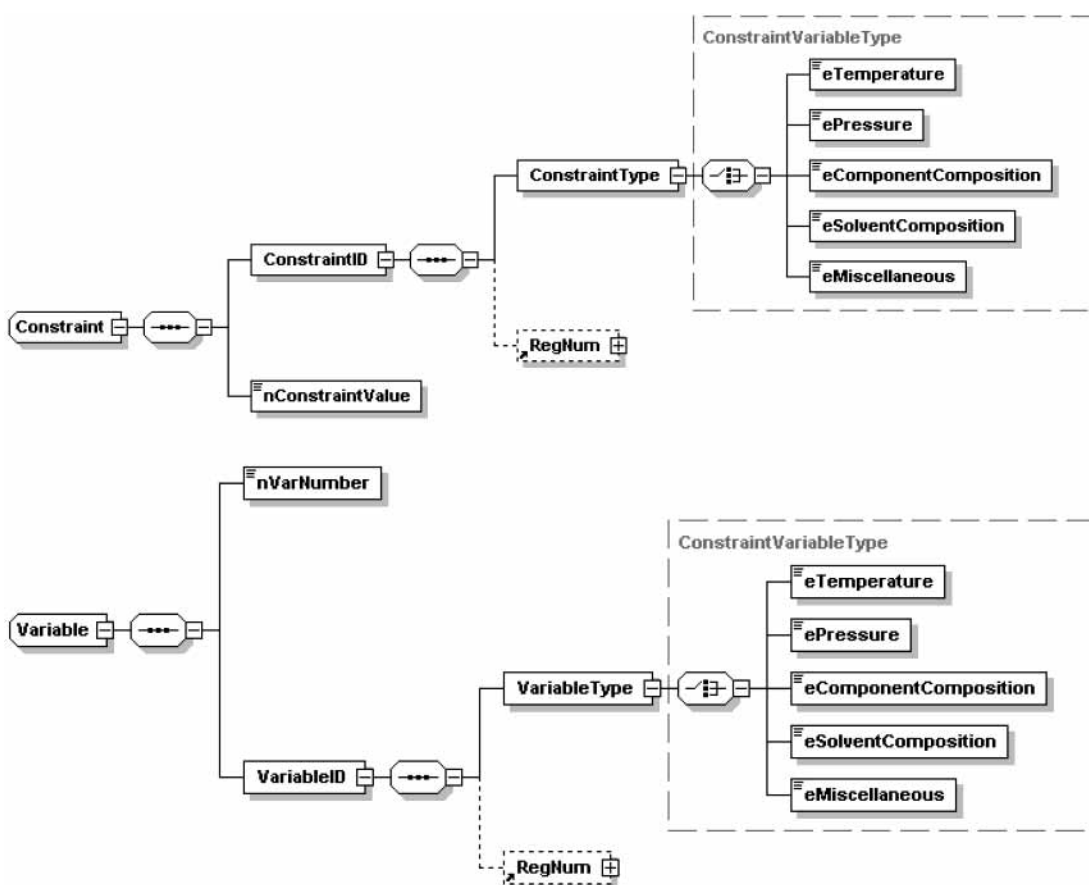 ConstraintVariableType
eTemperature
ePressure
ConstraintType
eComponentComposition
eSolventComposition
ConstraintID
eMiscellaneous
Constraint
RegNum
nConstraintValue
nVarNumber
ConstraintVariableType
eTemperature
Variable
ePressure
VariableType
eComponentComposition
eSolventComposition
VariableID
eMiscellaneous
RegNum